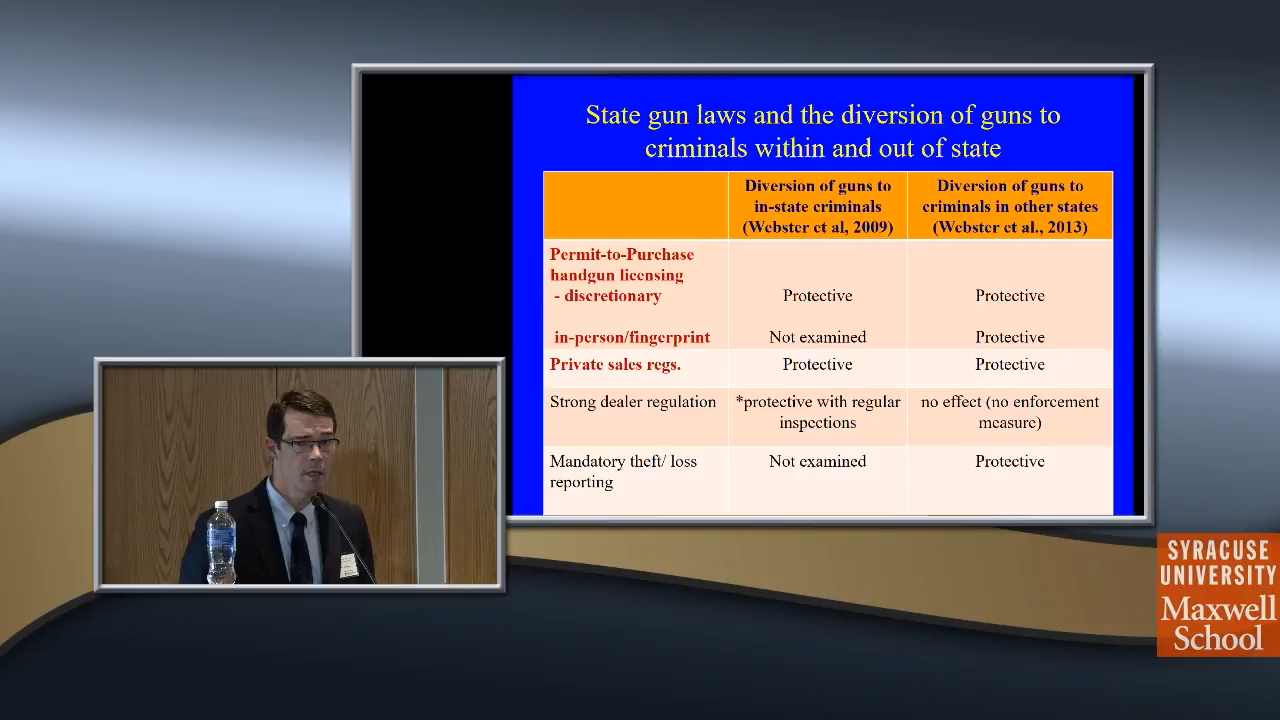 State gun laws and the diversion of guns to
criminals within and out of state
Diversion of guns to
in-state criminals
(Webster et al, 2009)
Diversion of guns to
criminals in other states
(Webster et al., 2013)
Permit-to-Purchase
handgun licensing
- discretionary
Protective
Protective
in-person/fingerprint
Not examined
Protective
Private sales regs.
Protective
Protective
Strong dealer regulation
*protective with regular
inspections
no effect (no enforcement
measure)
Mandatory theft/ loss
reporting
Not examined
Protective
SYRACUSE
UNIVERSITY
Maxwell
School